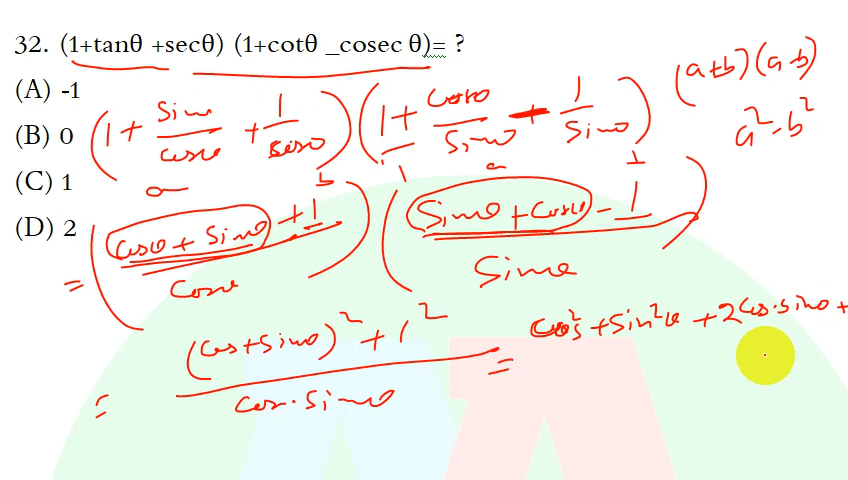 32. (1+tanθ +secθ) (1+cotθ _cosec θ)= ?
(A) -1
(B) 0
(C) 1
(D) 2
(a+b)(a-b)
a²-b²
(1 + Sinθ/cosθ + 1/cosθ) (1 + cosθ/Sinθ + 1/Sinθ)
a b a 1
= ((cosθ + Sinθ) + 1 / cosθ) ((Sinθ + cosθ) - 1 / Sinθ)
= (cos+sinθ)² + 1² / cos·sinθ = cos² + sin²θ + 2cos·sinθ +